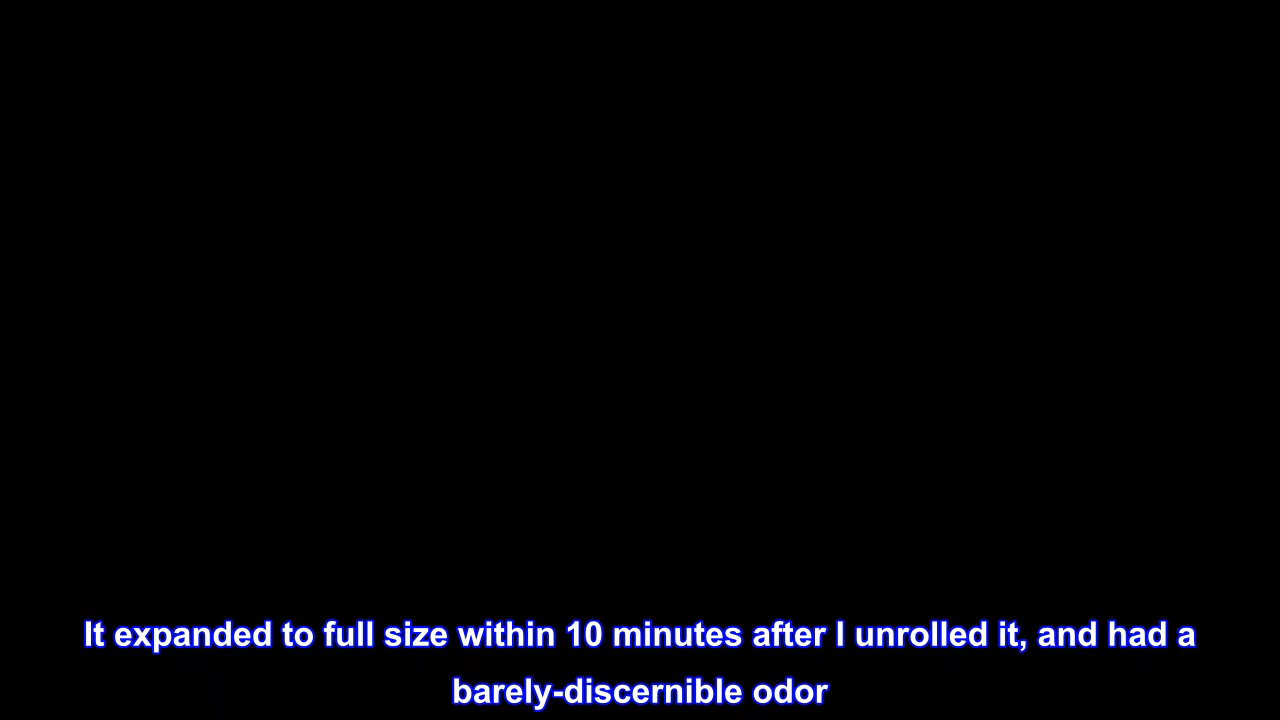 It expanded to full size within 10 minutes after I unrolled it, and had a
barely-discernible odor